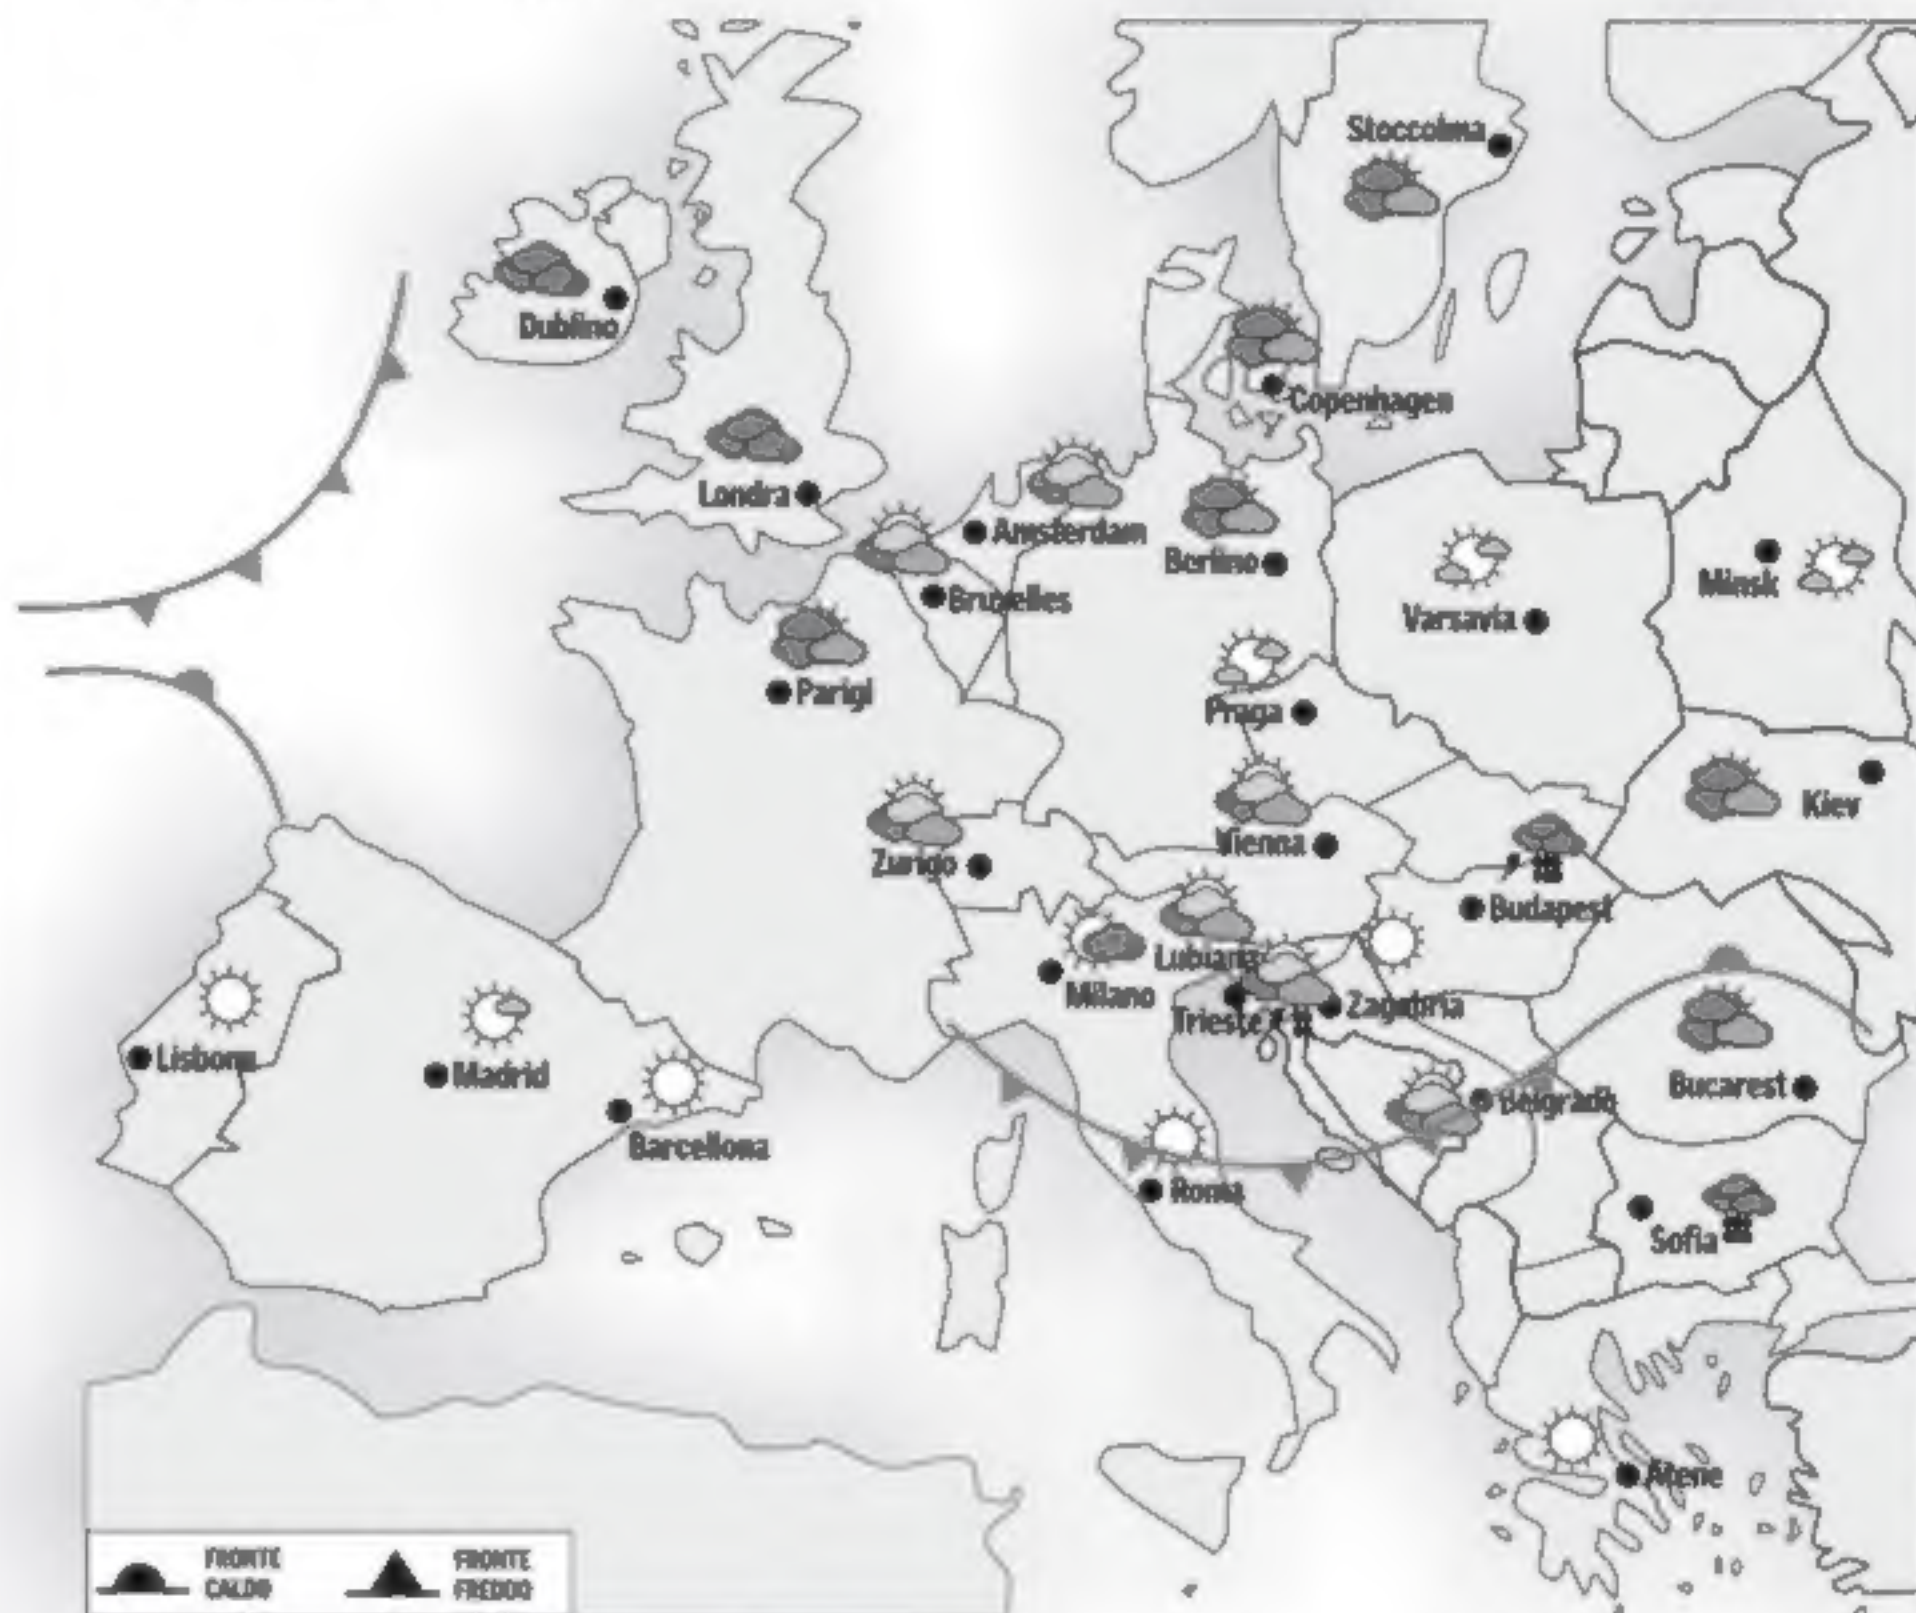 Stoccolma
Dublino
Copenhagen
Londra
Amsterdam
Berlino
Bruxelles
Minsk
Varsavia
Parigi
Praga
Kiev
Vienna
Zurigo
Budapest
Lubiana
Milano
Zagabria
Trieste
Lisbona
Madrid
Bucarest
Belgrado
Barcellona
Roma
Sofia
Atene
FRONTE
CALDO
FRONTE
FREDDO